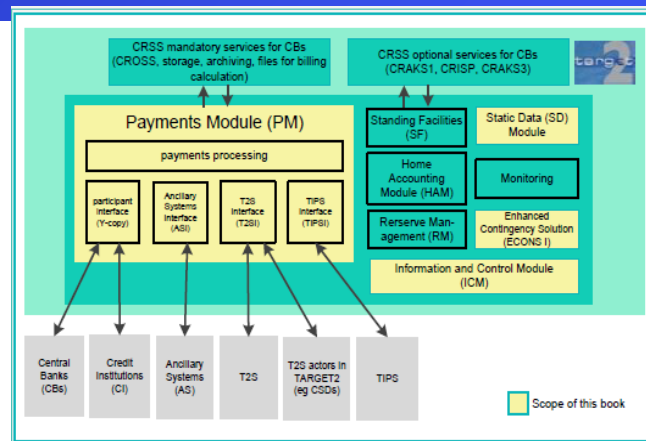 CRSS mandatory services for CBs
(CROSS, storage, archiving, files for billing
calculation)
CRSS optional services for CBs
(CRAKS1, CRISP, CRAKS3)
target
2
Payments Module (PM)
payments processing
participant
interface
(Y-copy)
Ancillary
Systems
Interface
(ASI)
T2S
Interface
(T2SI)
TIPS
Interface
(TIPSI)
Standing Facilities
(SF)
Static Data (SD)
Module
Home
Accounting
Module (HAM)
Monitoring
Rerserve Man-
agement (RM)
Enhanced
Contingency Solution
(ECONS I)
Information and Control Module
(ICM)
Central
Banks
(CBs)
Credit
Institutions
(CI)
Ancillary
Systems
(AS)
T2S
T2S actors in
TARGET2
(eg CSDs)
TIPS
Scope of this book